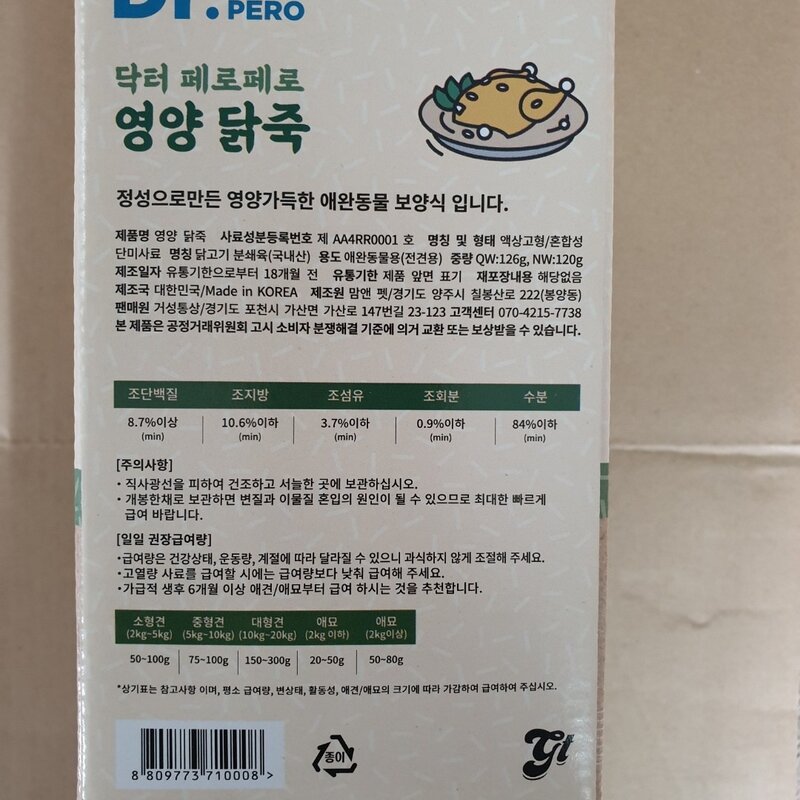 Dr. PERO
닥터 페로페로
영양 닭죽
정성으로만든 영양가득한 애완동물 보양식 입니다.
제품명 영양 닭죽 사료성분등록번호 제 AA4RR0001 호 명칭 및 형태 액상고형/혼합성
단미사료 명칭 닭고기 분쇄육(국내산) 용도 애완동물용(전견용) 중량 QW:126g, NW:120g
제조일자 유통기한으로부터 18개월 전 유통기한 제품 앞면 표기 재포장내용 해당없음
제조국 대한민국/Made in KOREA 제조원 맘앤 펫/경기도 양주시 칠봉산로 222(봉양동)
팬매원 거성통상/경기도 포천시 가산면 가산로 147번길 23-123 고객센터 070-4215-7738
본 제품은 공정거래위원회 고시 소비자 분쟁해결 기준에 의거 교환 또는 보상받을 수 있습니다.
조단백질 조지방 조섬유 조회분 수분
8.7%이상 10.6%이하 3.7%이하 0.9%이하 84%이하
(min) (min) (min) (min) (min)
[주의사항]
· 직사광선을 피하여 건조하고 서늘한 곳에 보관하십시오.
· 개봉한채로 보관하면 변질과 이물질 혼입의 원인이 될 수 있으므로 최대한 빠르게
급여 바랍니다.
[일일 권장급여량]
·급여량은 건강상태, 운동량, 계절에 따라 달라질 수 있으니 과식하지 않게 조절해 주세요.
·고열량 사료를 급여할 시에는 급여량보다 낮춰 급여해 주세요.
·가급적 생후 6개월 이상 애견/애묘부터 급여 하시는 것을 추천합니다.
소형견 중형견 대형견 애묘 애묘
(2kg~5kg) (5kg~10kg) (10kg~20kg) (2kg 이하) (2kg이상)
50~100g 75~100g 150~300g 20~50g 50~80g
*상기표는 참고사항 이며, 평소 급여량, 변상태, 활동성, 애견/애묘의 크기에 따라 가감하여 급여하여 주십시오.
종이
gt
8 809773 710008 >